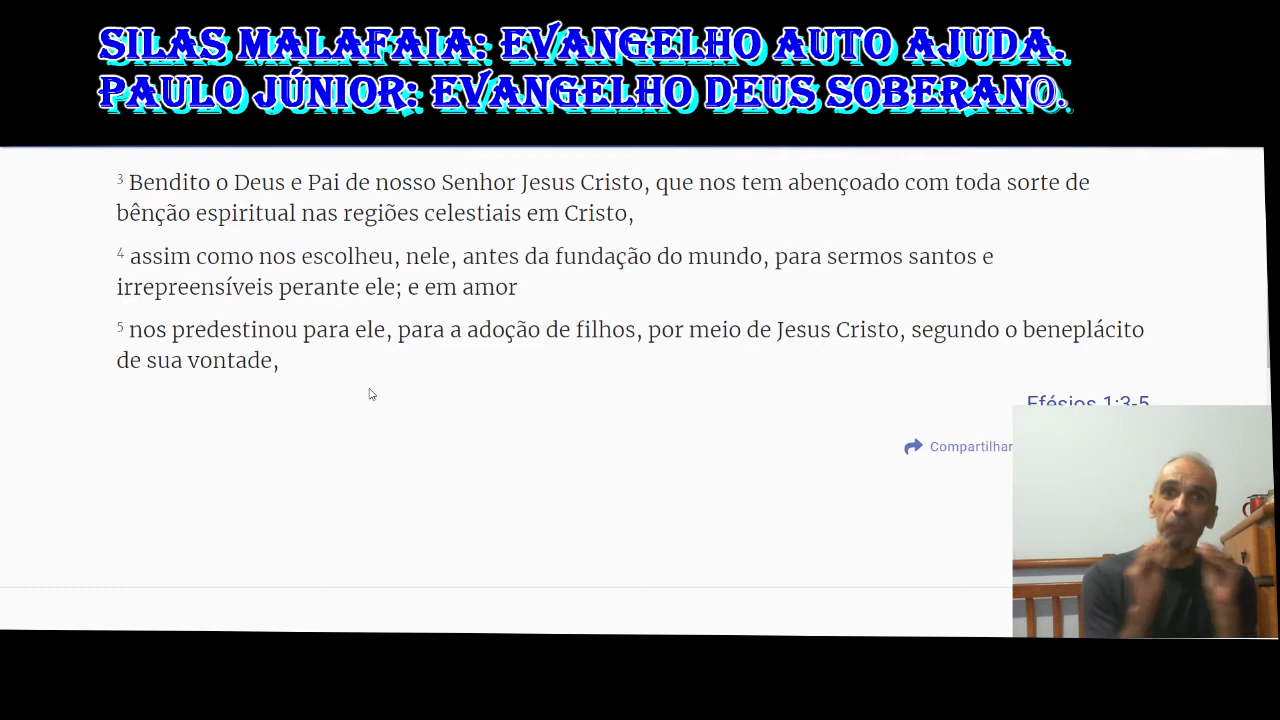 SILAS MALAFAIA: EVANGELHO AUTO AJUDA.
PAULO JÚNIOR: EVANGELHO DEUS SOBERANO.
3 Bendito o Deus e Pai de nosso Senhor Jesus Cristo, que nos tem abençoado com toda sorte de
bênção espiritual nas regiões celestiais em Cristo,
4 assim como nos escolheu, nele, antes da fundação do mundo, para sermos santos e
irrepreensíveis perante ele; e em amor
5 nos predestinou para ele, para a adoção de filhos, por meio de Jesus Cristo, segundo o beneplácito
de sua vontade,
Efésios 1:3-5
Compartilhar